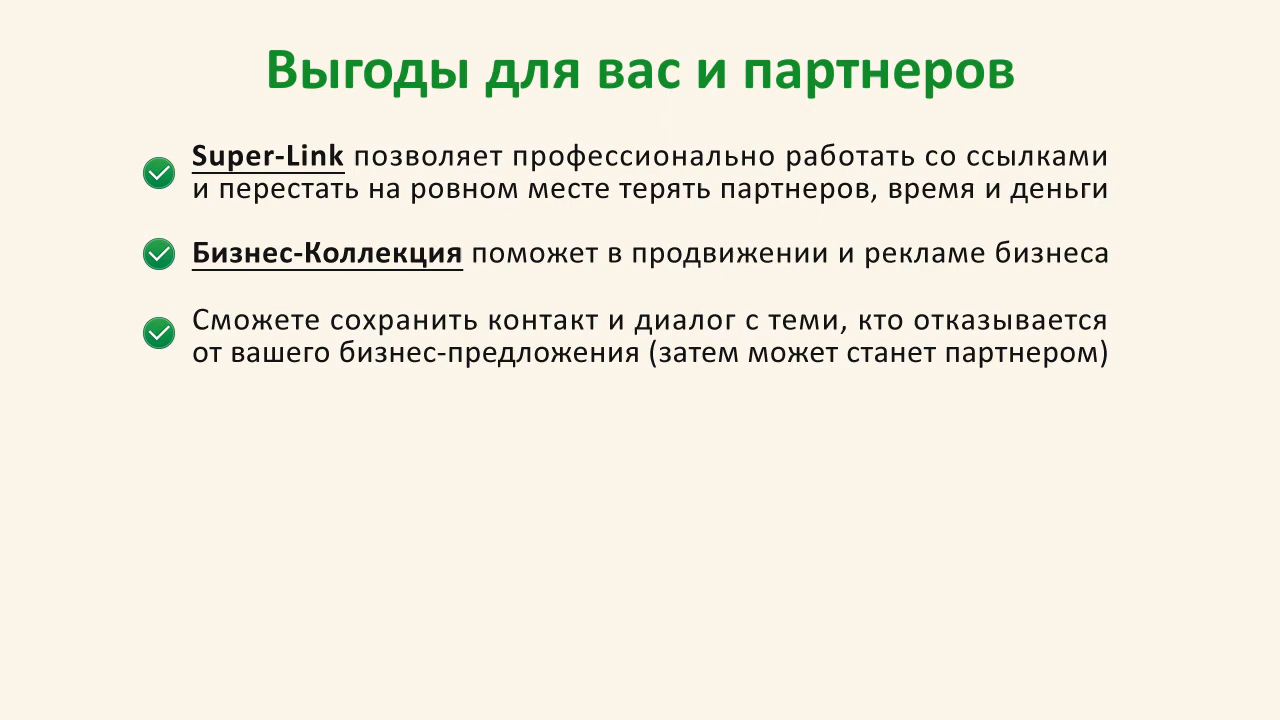 Выгоды для вас и партнеров
Super-Link позволяет профессионально работать со ссылками
и перестать на ровном месте терять партнеров, время и деньги
Бизнес-Коллекция поможет в продвижении и рекламе бизнеса
Сможете сохранить контакт и диалог с теми, кто отказывается
от вашего бизнес-предложения (затем может станет партнером)